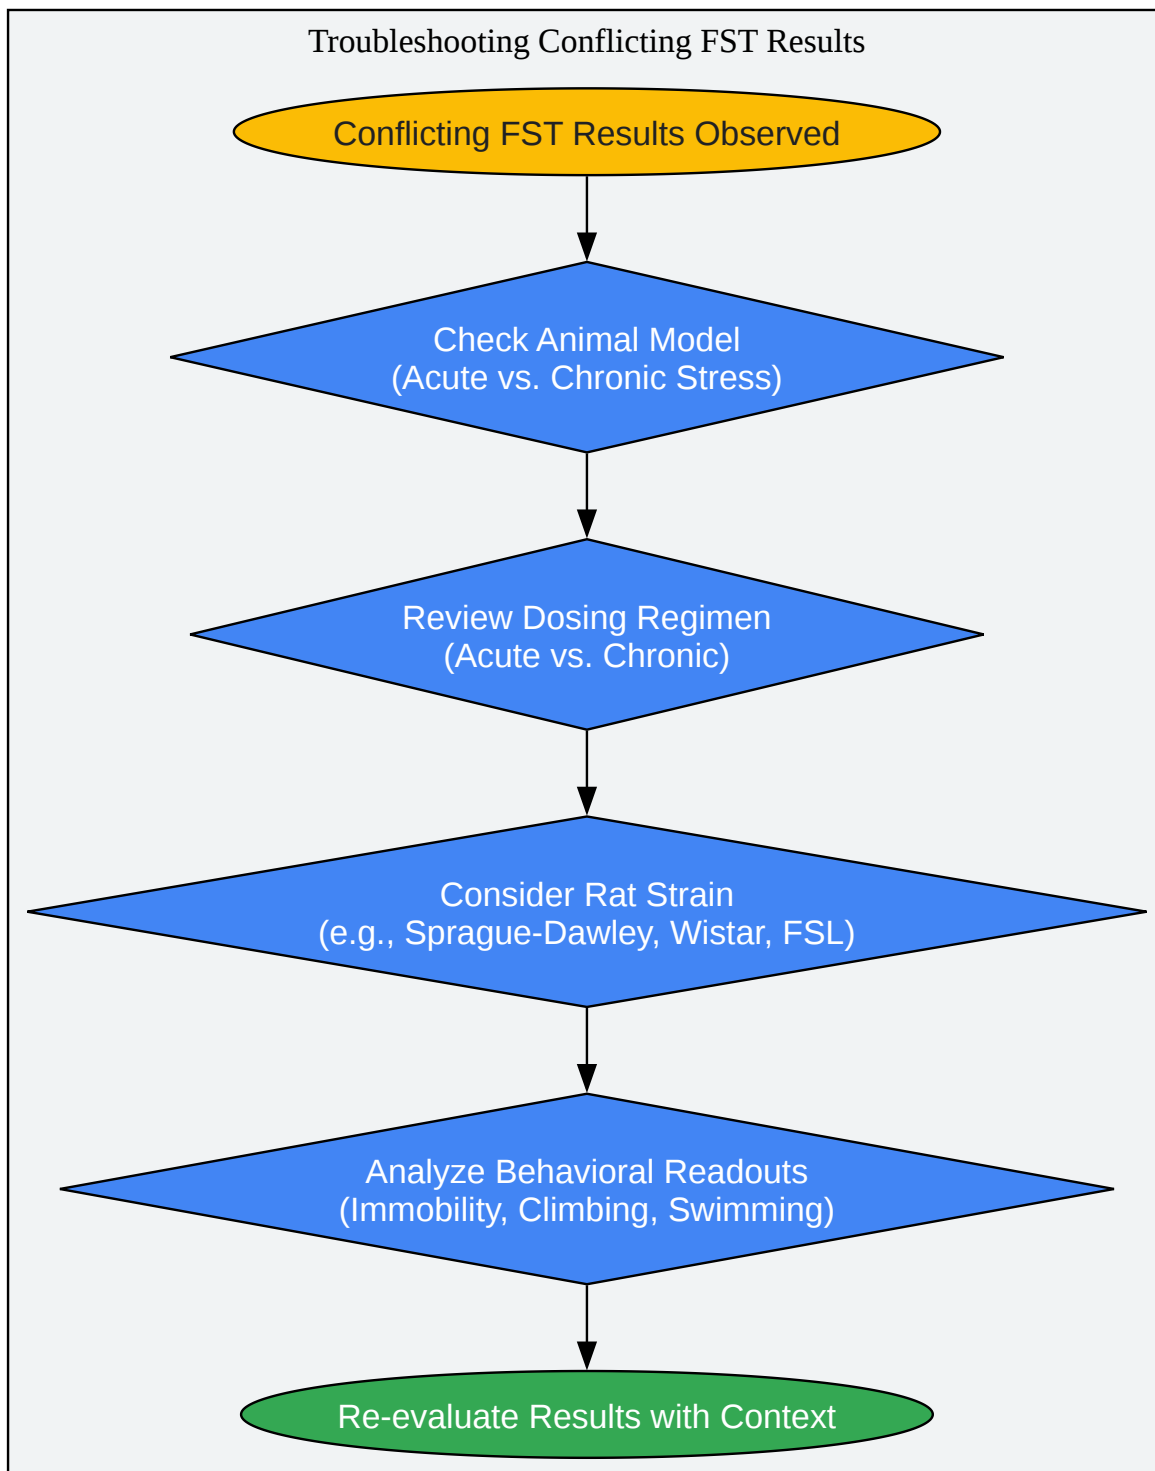 Troubleshooting Conflicting FST Results
Conflicting FST Results Observed
Check Animal Model
(Acute vs. Chronic Stress)
Review Dosing Regimen
(Acute vs. Chronic)
Consider Rat Strain
(e.g., Sprague-Dawley, Wistar, FSL)
Analyze Behavioral Readouts
(Immobility, Climbing, Swimming)
Re-evaluate Results with Context